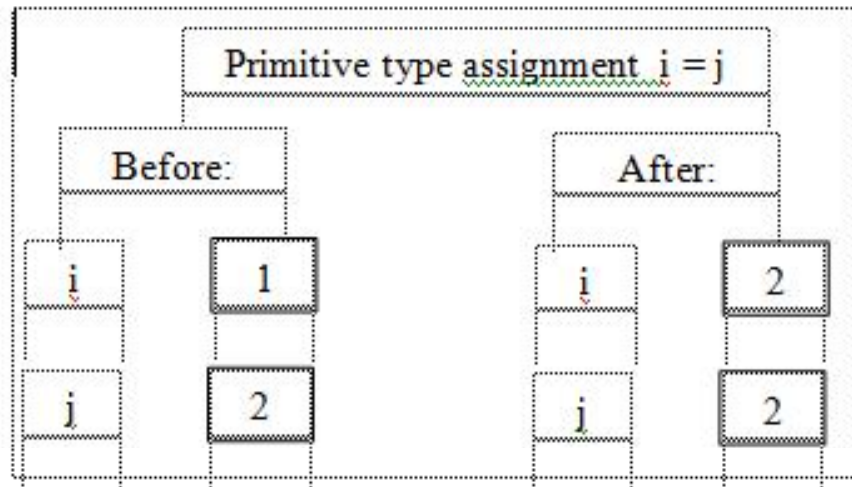 Primitive type assignment i = j
Before: After:
i 1 i 2
j 2 j 2